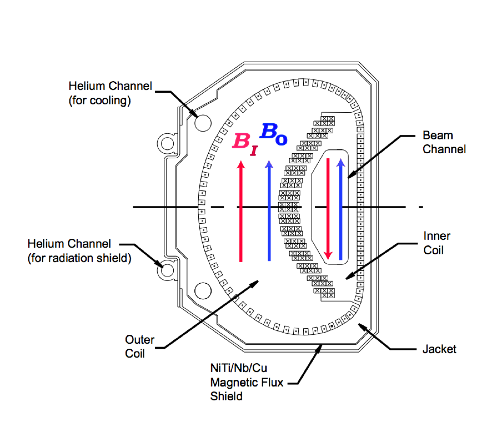 Helium Channel
(for cooling)
B_I
B_O
Beam
Channel
Helium Channel
(for radiation shield)
Inner
Coil
Outer
Coil
Jacket
NiTi/Nb/Cu
Magnetic Flux
Shield